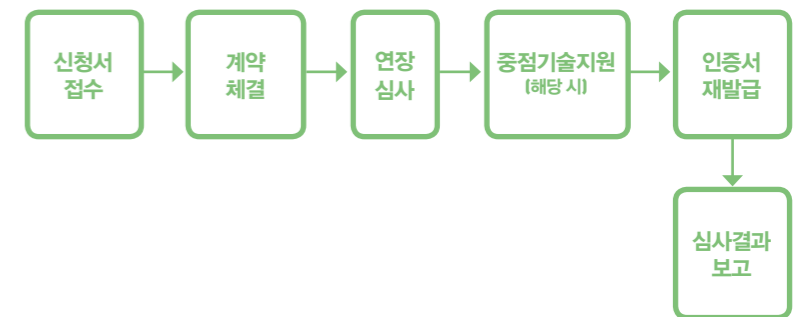 신청서
접수
계약
체결
연장
심사
중점기술지원
(해당 시)
인증서
재발급
심사결과
보고